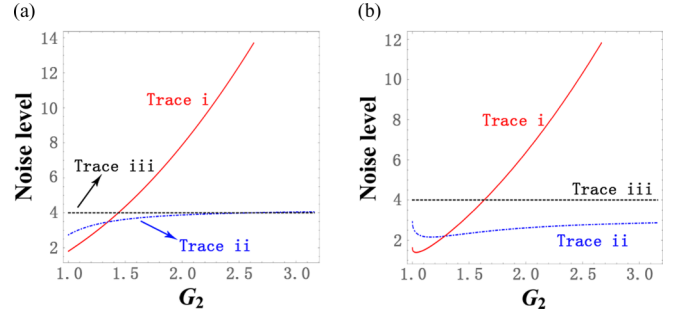 (a)
14
12
10
8
6
4
2
Noise level
Trace i
Trace iii
Trace ii
1.0 1.5 2.0 2.5 3.0
G2
(b)
12
10
8
6
4
2
Noise level
Trace i
Trace iii
Trace ii
1.0 1.5 2.0 2.5 3.0
G2